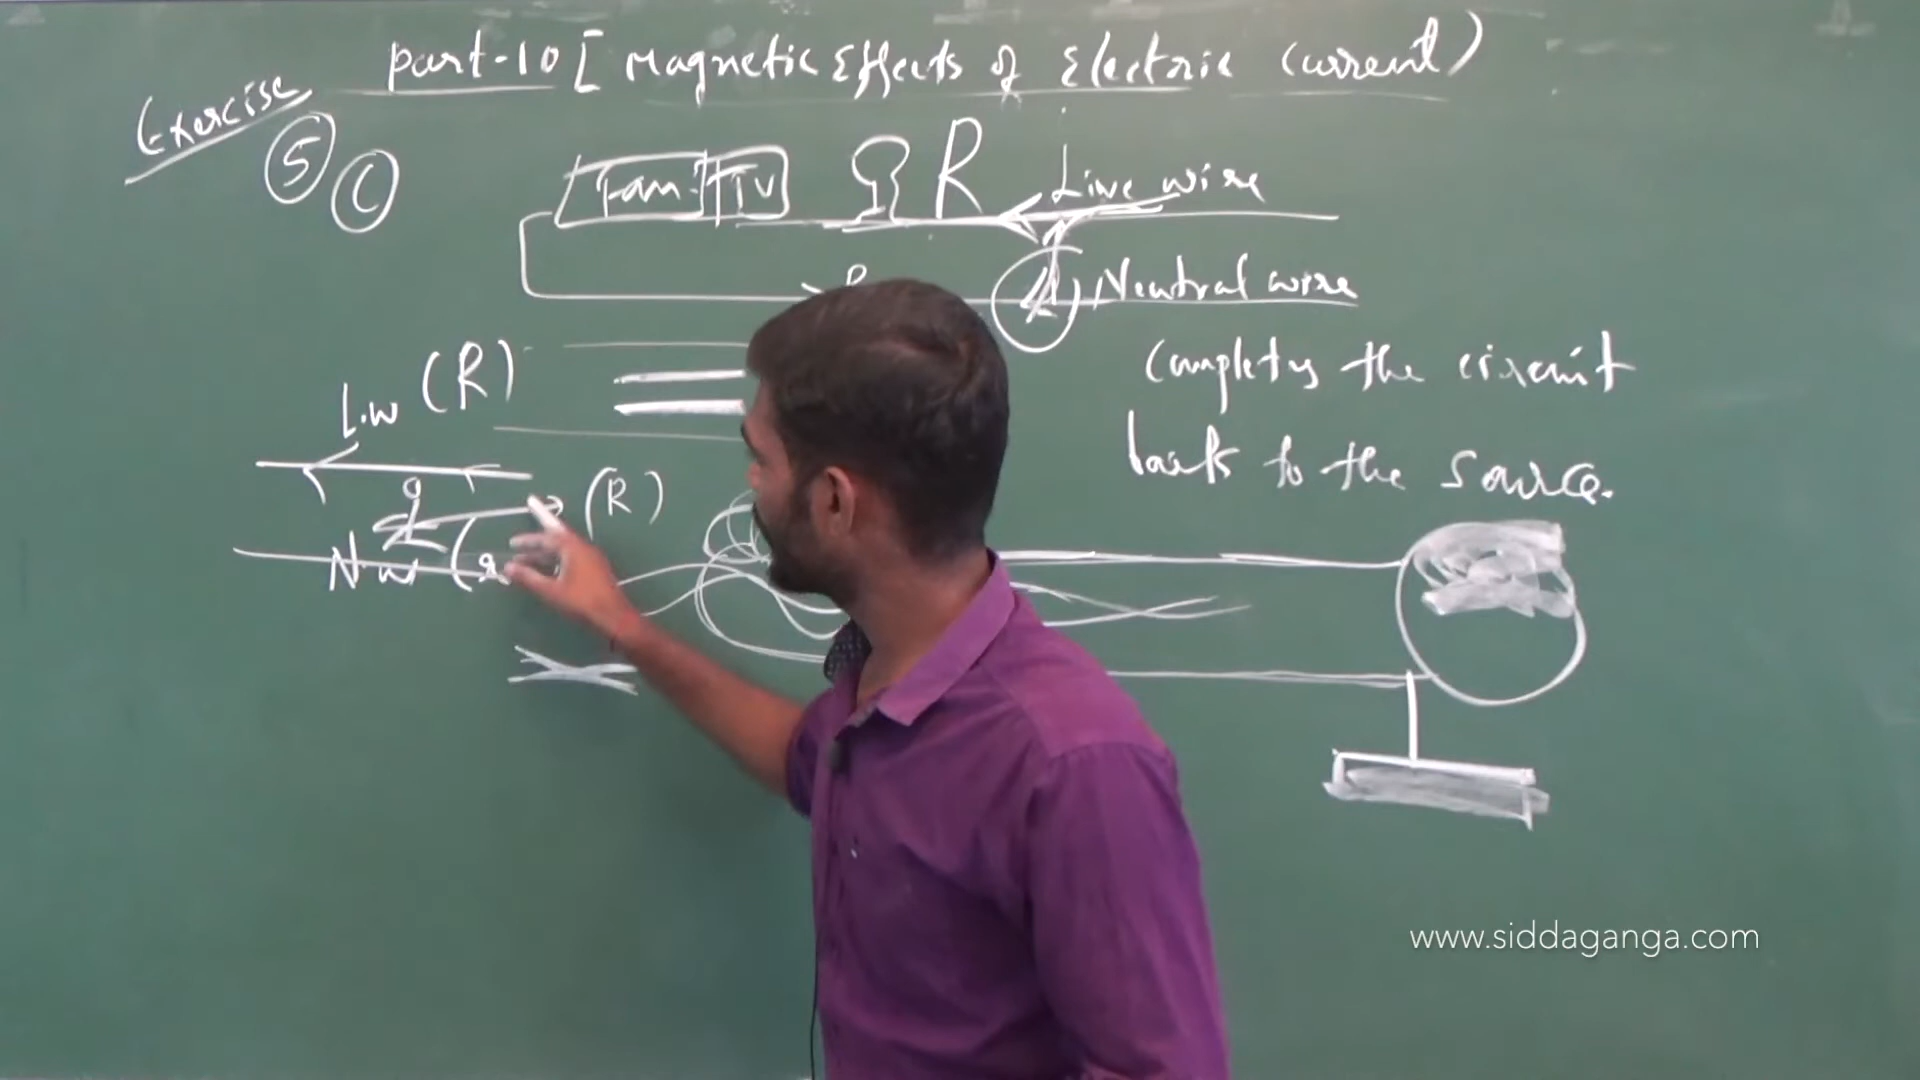 part-10 [Magnetic Effects of Electric Current)
Exercise
5
C
Fan TV R Live wire
Neutral wire
L.w (R)
Completes the circuit
back to the source.
(R)
N.w
www.siddaganga.com